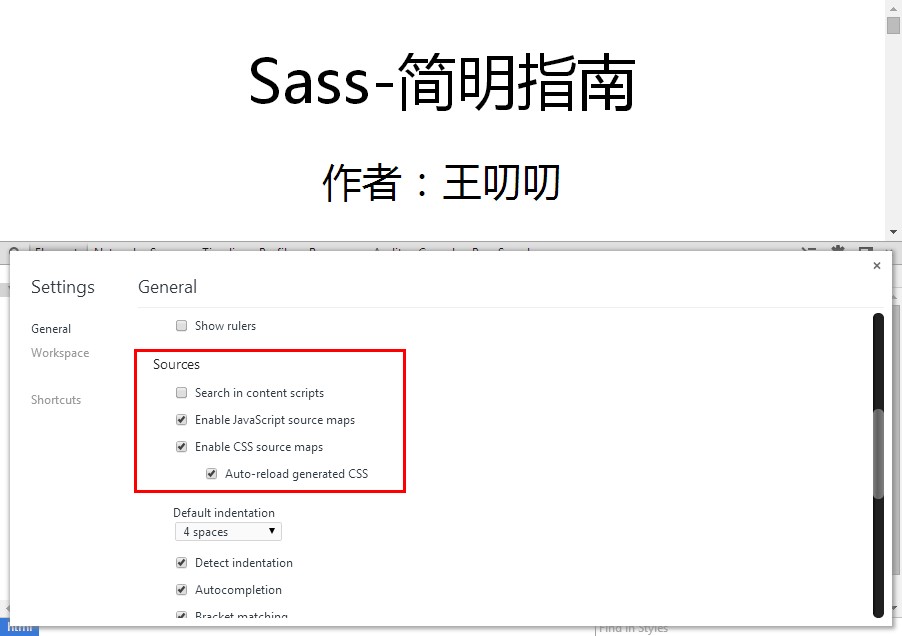 Sass-简明指南
作者：王叨叨
Settings
General
General
Workspace
Shortcuts
Show rulers
Sources
Search in content scripts
Enable JavaScript source maps
Enable CSS source maps
Auto-reload generated CSS
Default indentation
4 spaces
Detect indentation
Autocompletion
Bracket matching
html
Find in Styles